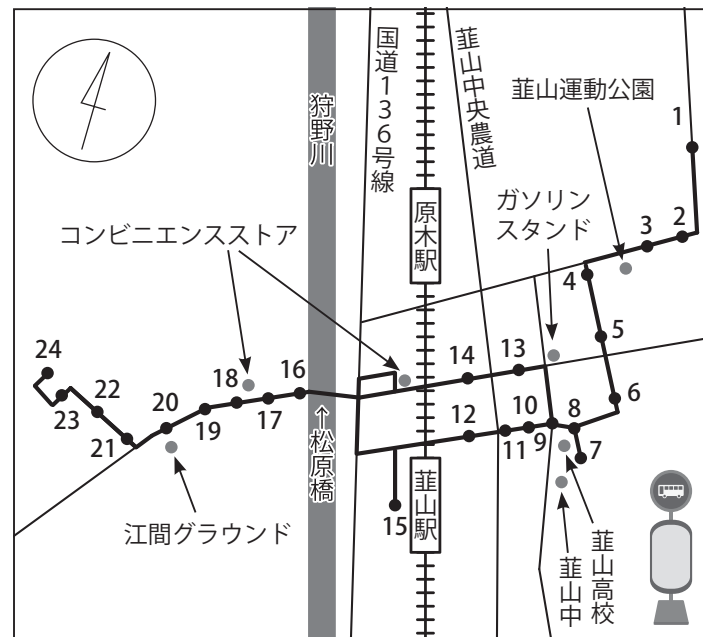 国道136号線
韮山中央農道
狩野川
韮山運動公園
1
原木駅
ガソリン
スタンド
3
2
コンビニエンスストア
4
5
24
14
13
16
18
22
6
23
17
20
19
12
10
8
21
11
9
7
↑松原橋
江間グラウンド
15
韮山駅
韮山高校
韮山中